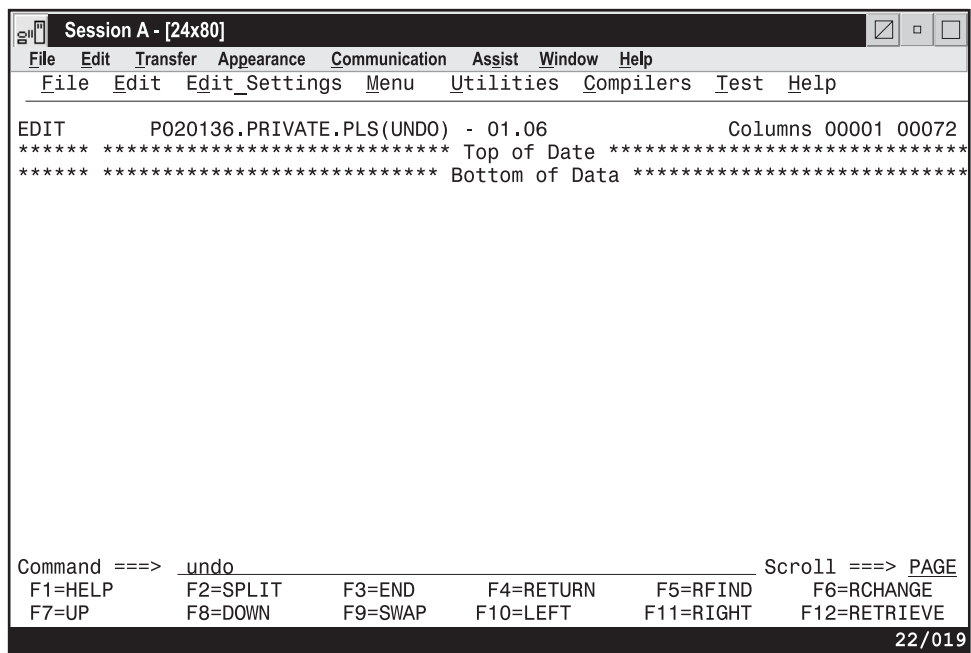 Session A - [24x80]
File Edit Transfer Appearance Communication Assist Window Help
File Edit Edit_Settings Menu Utilities Compilers Test Help
EDIT PO20136.PRIVATE.PLS(UNDO) - 01.06 Columns 00001 00072
****** ***************************** Top of Date ******************************
****** **************************** Bottom of Data ****************************
Command ===> undo Scroll ===> PAGE
F1=HELP F2=SPLIT F3=END F4=RETURN F5=RFIND F6=RCHANGE
F7=UP F8=DOWN F9=SWAP F10=LEFT F11=RIGHT F12=RETRIEVE
22/019